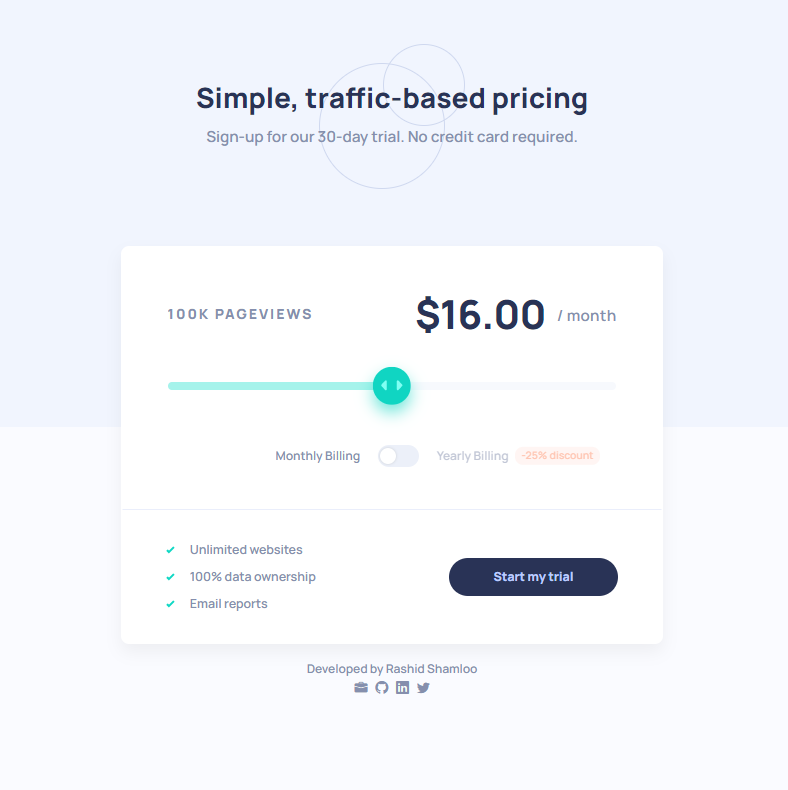 Simple, traffic-based pricing
Sign-up for our 30-day trial. No credit card required.
100K PAGEVIEWS
$16.00 / month
Monthly Billing
Yearly Billing -25% discount
Unlimited websites
100% data ownership
Email reports
Start my trial
Developed by Rashid Shamloo